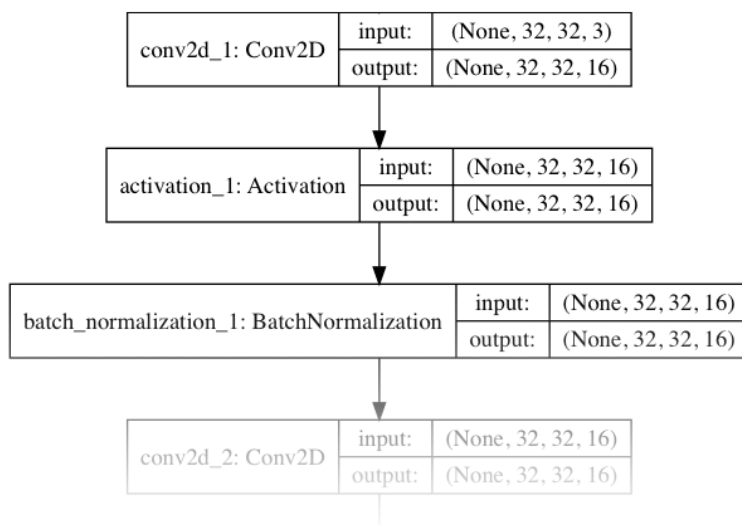 conv2d_1: Conv2D
input: (None, 32, 32, 3)
output: (None, 32, 32, 16)
activation_1: Activation
input: (None, 32, 32, 16)
output: (None, 32, 32, 16)
batch_normalization_1: BatchNormalization
input: (None, 32, 32, 16)
output: (None, 32, 32, 16)
conv2d_2: Conv2D
input: (None, 32, 32, 16)
output: (None, 32, 32, 16)